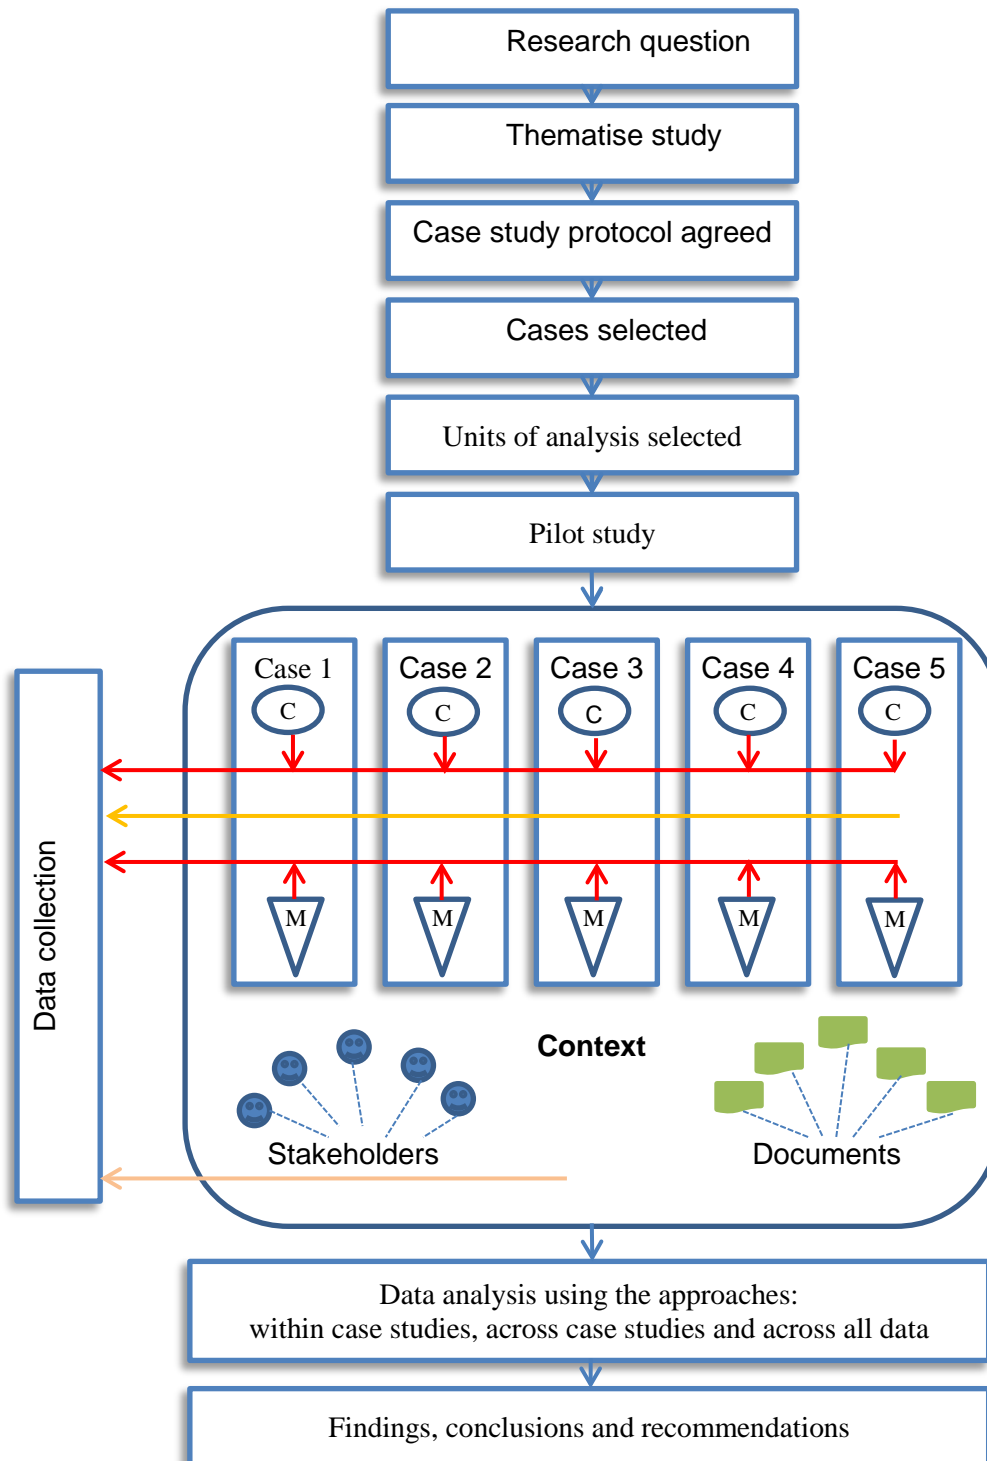 Research question
Thematise study
Case study protocol agreed
Cases selected
Units of analysis selected
Pilot study
Case 1
Case 2
Case 3
Case 4
Case 5
C
C
C
C
C
Data collection
M
M
M
M
M
Context
Stakeholders
Documents
Data analysis using the approaches:
within case studies, across case studies and across all data
Findings, conclusions and recommendations